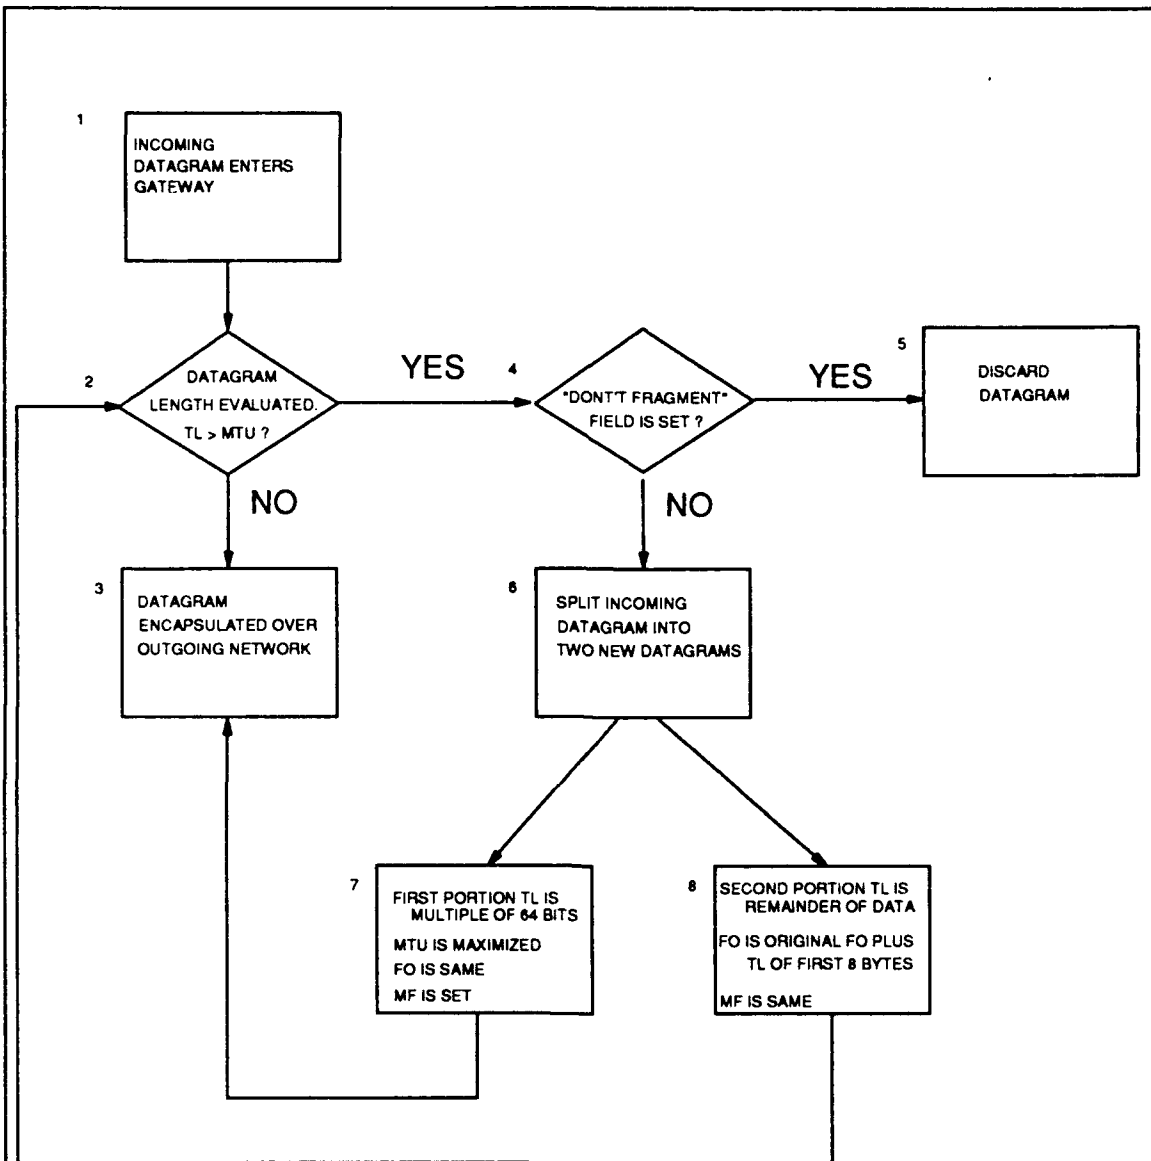 1
INCOMING
DATAGRAM ENTERS
GATEWAY
2
DATAGRAM
LENGTH EVALUATED.
TL > MTU ?
YES
4
"DONT'T FRAGMENT"
FIELD IS SET ?
YES
5
DISCARD
DATAGRAM
NO
NO
3
DATAGRAM
ENCAPSULATED OVER
OUTGOING NETWORK
6
SPLIT INCOMING
DATAGRAM INTO
TWO NEW DATAGRAMS
7
FIRST PORTION TL IS
MULTIPLE OF 64 BITS
MTU IS MAXIMIZED
FO IS SAME
MF IS SET
8
SECOND PORTION TL IS
REMAINDER OF DATA
FO IS ORIGINAL FO PLUS
TL OF FIRST 8 BYTES
MF IS SAME